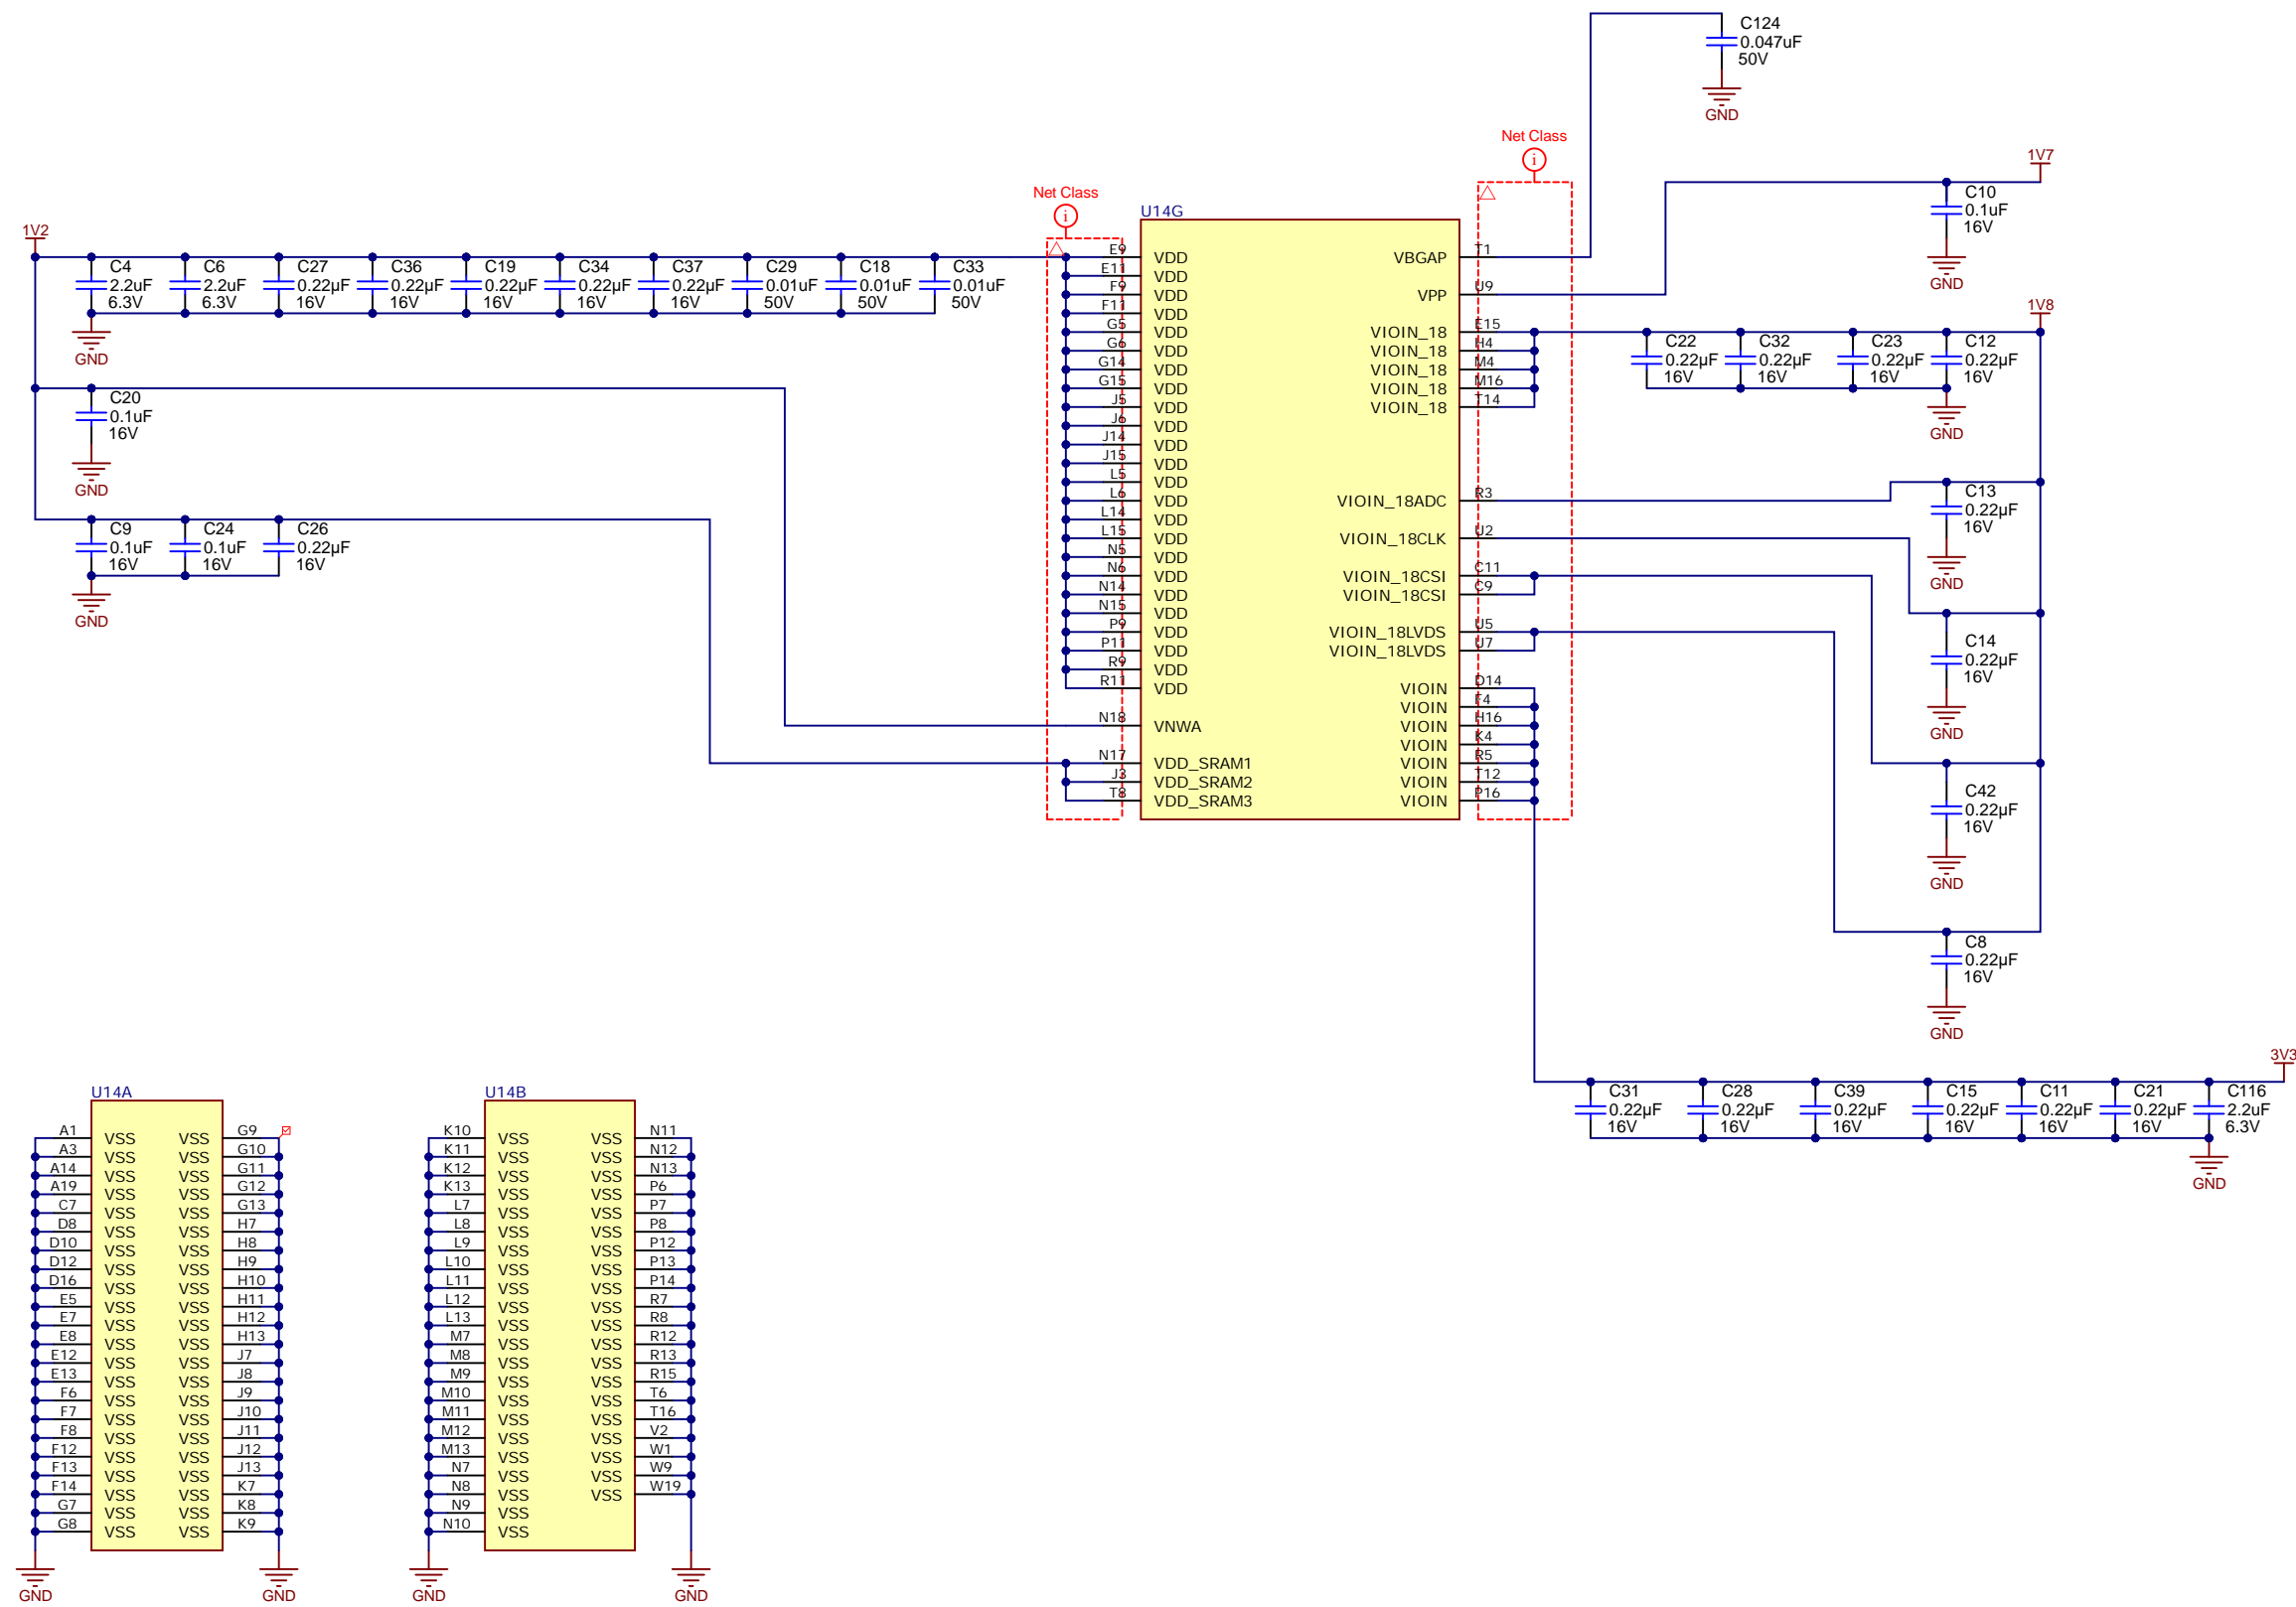 C124
0.047uF
50V
GND
Net Class
i
1V7
C10
0.1uF
16V
GND
Net Class
i
1V2
C4
2.2uF
6.3V
C6
2.2uF
6.3V
C27
0.22µF
16V
C36
0.22µF
16V
C19
0.22µF
16V
C34
0.22µF
16V
C37
0.22µF
16V
C29
0.01uF
50V
C18
0.01uF
50V
C33
0.01uF
50V
GND
C20
0.1uF
16V
GND
C9
0.1uF
16V
C24
0.1uF
16V
C26
0.22µF
16V
GND
U14G
E9 VDD
E11 VDD
F9 VDD
F11 VDD
G5 VDD
G6 VDD
G14 VDD
G15 VDD
J5 VDD
J6 VDD
J14 VDD
J15 VDD
L5 VDD
L6 VDD
L14 VDD
L15 VDD
N5 VDD
N6 VDD
N14 VDD
N15 VDD
P9 VDD
P11 VDD
R9 VDD
R11 VDD
N18 VNWA
N17 VDD_SRAM1
J3 VDD_SRAM2
T8 VDD_SRAM3
VBGAP T1
VPP U9
VIOIN_18 E15
VIOIN_18 H4
VIOIN_18 M4
VIOIN_18 M16
VIOIN_18 T14
VIOIN_18ADC R3
VIOIN_18CLK U2
VIOIN_18CSI C11
VIOIN_18CSI C9
VIOIN_18LVDS U5
VIOIN_18LVDS U7
VIOIN D14
VIOIN F4
VIOIN H16
VIOIN K4
VIOIN R5
VIOIN T12
VIOIN P16
1V8
C22
0.22µF
16V
C32
0.22µF
16V
C23
0.22µF
16V
C12
0.22µF
16V
GND
C13
0.22µF
16V
GND
C14
0.22µF
16V
GND
C42
0.22µF
16V
GND
C8
0.22µF
16V
GND
3V3
C31
0.22µF
16V
C28
0.22µF
16V
C39
0.22µF
16V
C15
0.22µF
16V
C11
0.22µF
16V
C21
0.22µF
16V
C116
2.2uF
6.3V
GND
U14A
A1 VSS VSS G9
A3 VSS VSS G10
A14 VSS VSS G11
A19 VSS VSS G12
C7 VSS VSS G13
D8 VSS VSS H7
D10 VSS VSS H8
D12 VSS VSS H9
D16 VSS VSS H10
E5 VSS VSS H11
E7 VSS VSS H12
E8 VSS VSS H13
E12 VSS VSS J7
E13 VSS VSS J8
F6 VSS VSS J9
F7 VSS VSS J10
F8 VSS VSS J11
F12 VSS VSS J12
F13 VSS VSS J13
F14 VSS VSS K7
G7 VSS VSS K8
G8 VSS VSS K9
GND
GND
U14B
K10 VSS VSS N11
K11 VSS VSS N12
K12 VSS VSS N13
K13 VSS VSS P6
L7 VSS VSS P7
L8 VSS VSS P8
L9 VSS VSS P12
L10 VSS VSS P13
L11 VSS VSS P14
L12 VSS VSS R7
L13 VSS VSS R8
M7 VSS VSS R12
M8 VSS VSS R13
M9 VSS VSS R15
M10 VSS VSS T6
M11 VSS VSS T16
M12 VSS VSS V2
M13 VSS VSS W1
N7 VSS VSS W9
N8 VSS VSS W19
N9 VSS
N10 VSS
GND
GND